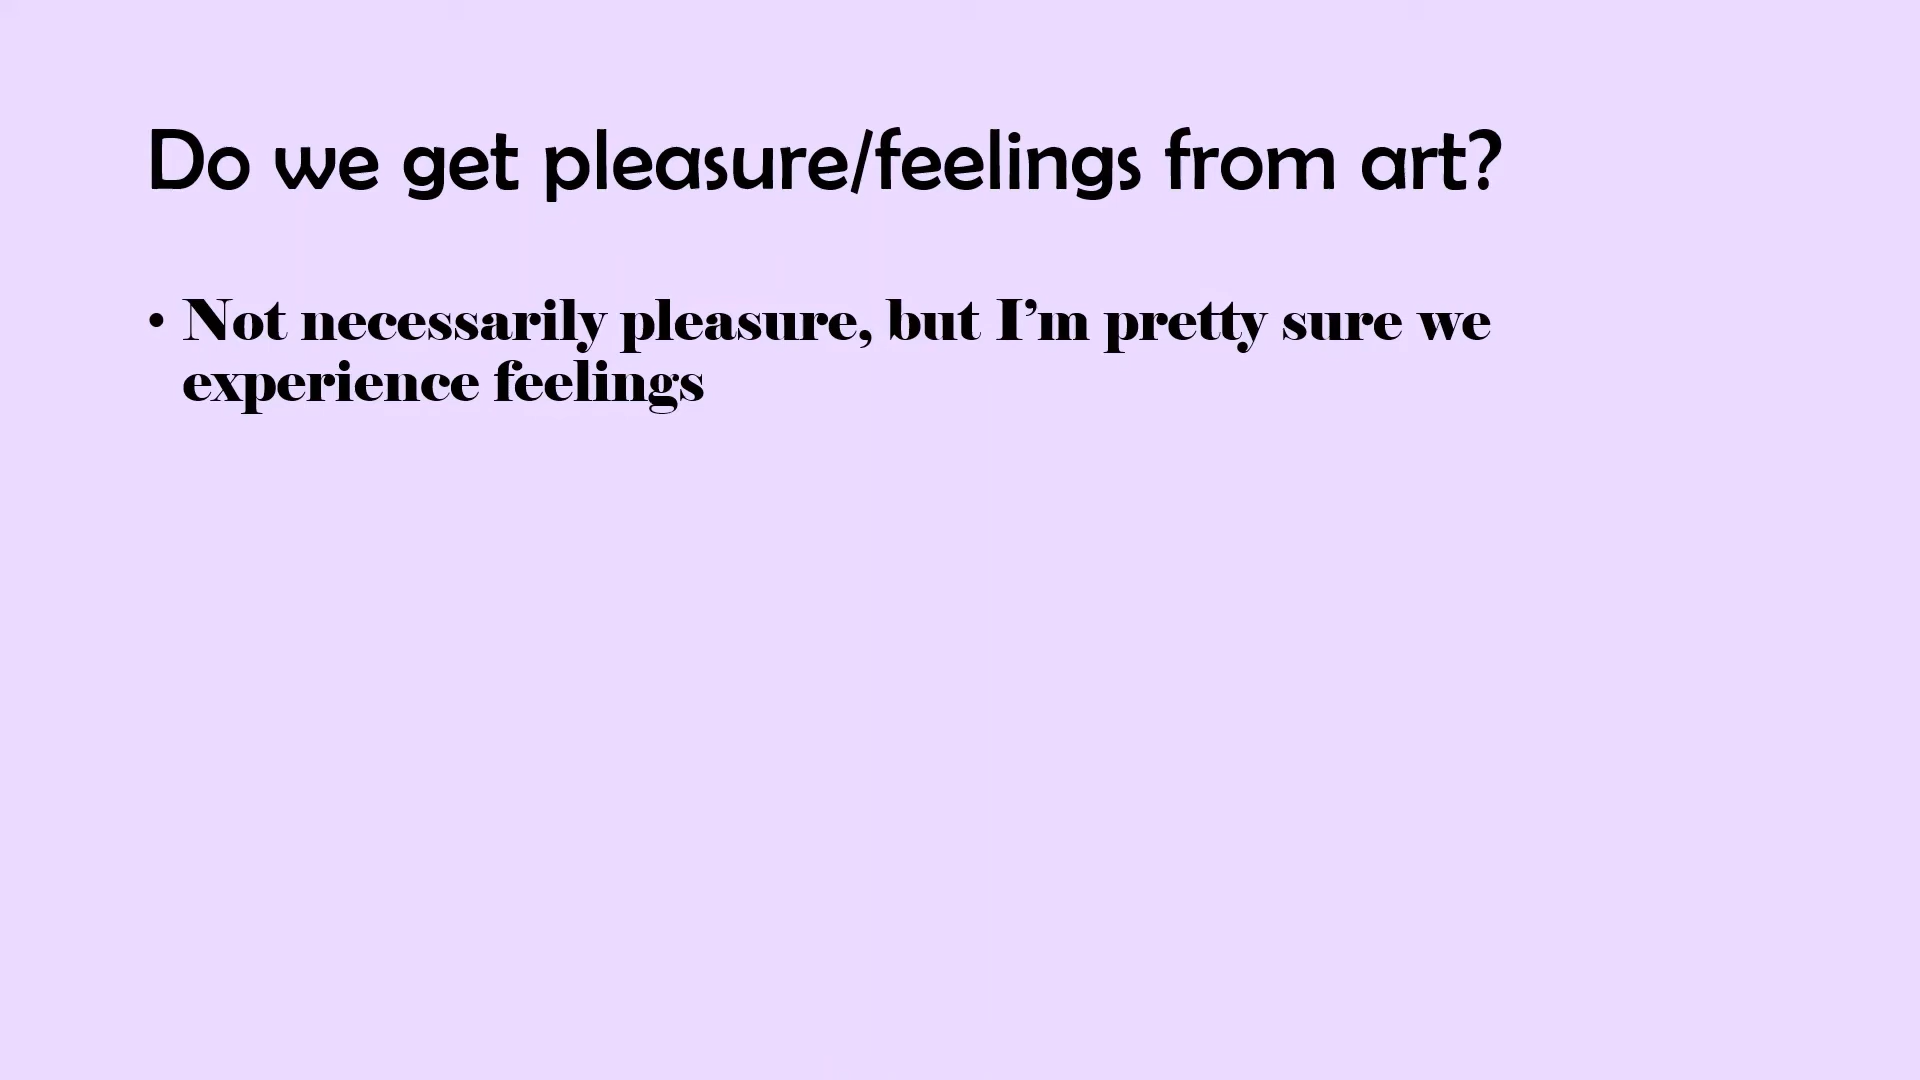 Do we get pleasure/feelings from art?
• Not necessarily pleasure, but I’m pretty sure we
experience feelings